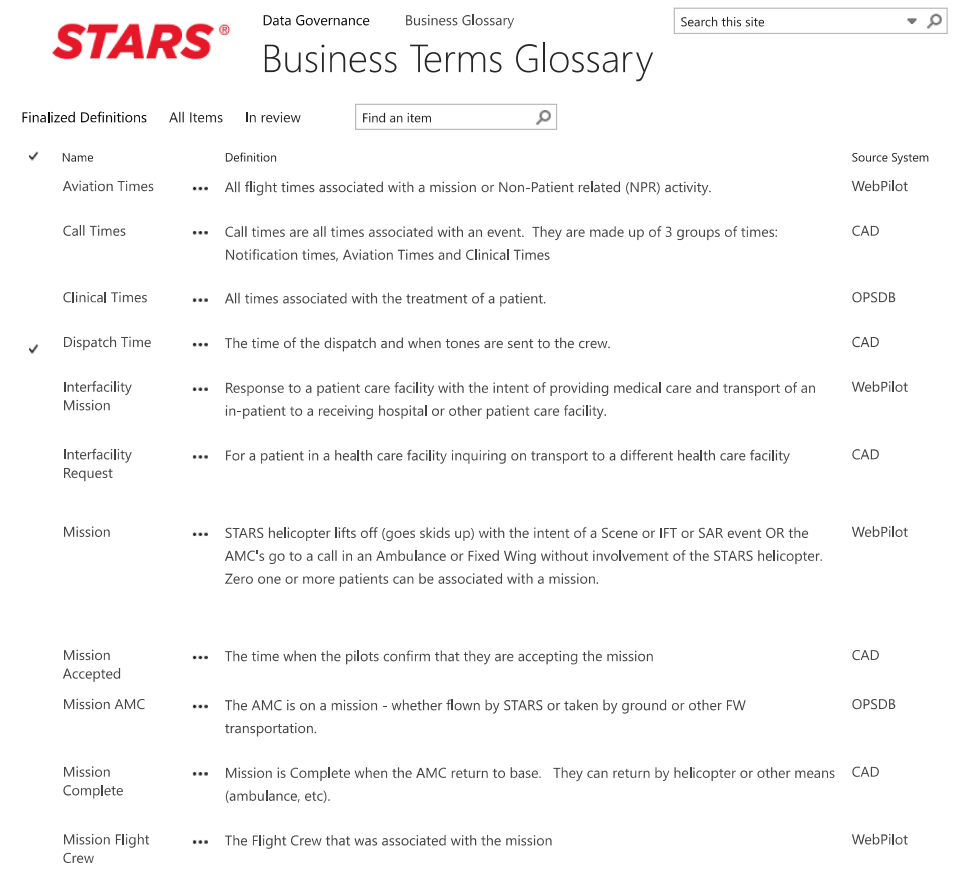 STARS®
Data Governance Business Glossary
Search this site
Business Terms Glossary
Finalized Definitions All Items In review
Find an item
Name Definition Source System
Aviation Times ... All flight times associated with a mission or Non-Patient related (NPR) activity. WebPilot
Call Times ... Call times are all times associated with an event. They are made up of 3 groups of times: CAD
Notification times, Aviation Times and Clinical Times
Clinical Times ... All times associated with the treatment of a patient. OPSDB
Dispatch Time ... The time of the dispatch and when tones are sent to the crew. CAD
Interfacility ... Response to a patient care facility with the intent of providing medical care and transport of an WebPilot
Mission in-patient to a receiving hospital or other patient care facility.
Interfacility ... For a patient in a health care facility inquiring on transport to a different health care facility CAD
Request
Mission ... STARS helicopter lifts off (goes skids up) with the intent of a Scene or IFT or SAR event OR the WebPilot
AMC's go to a call in an Ambulance or Fixed Wing without involvement of the STARS helicopter.
Zero one or more patients can be associated with a mission.
Mission ... The time when the pilots confirm that they are accepting the mission CAD
Accepted
Mission AMC ... The AMC is on a mission - whether flown by STARS or taken by ground or other FW OPSDB
transportation.
Mission ... Mission is Complete when the AMC return to base. They can return by helicopter or other means CAD
Complete (ambulance, etc).
Mission Flight ... The Flight Crew that was associated with the mission WebPilot
Crew